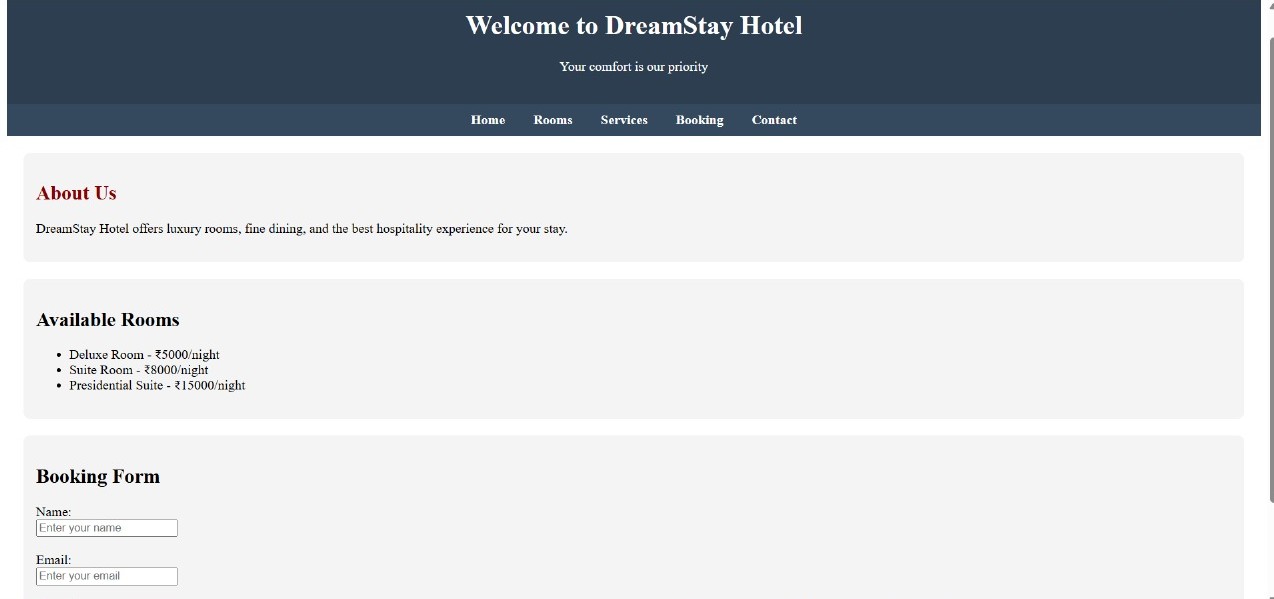 Welcome to DreamStay Hotel
Your comfort is our priority
Home Rooms Services Booking Contact
About Us
DreamStay Hotel offers luxury rooms, fine dining, and the best hospitality experience for your stay.
Available Rooms
• Deluxe Room - ₹5000/night
• Suite Room - ₹8000/night
• Presidential Suite - ₹15000/night
Booking Form
Name:
Enter your name
Email:
Enter your email